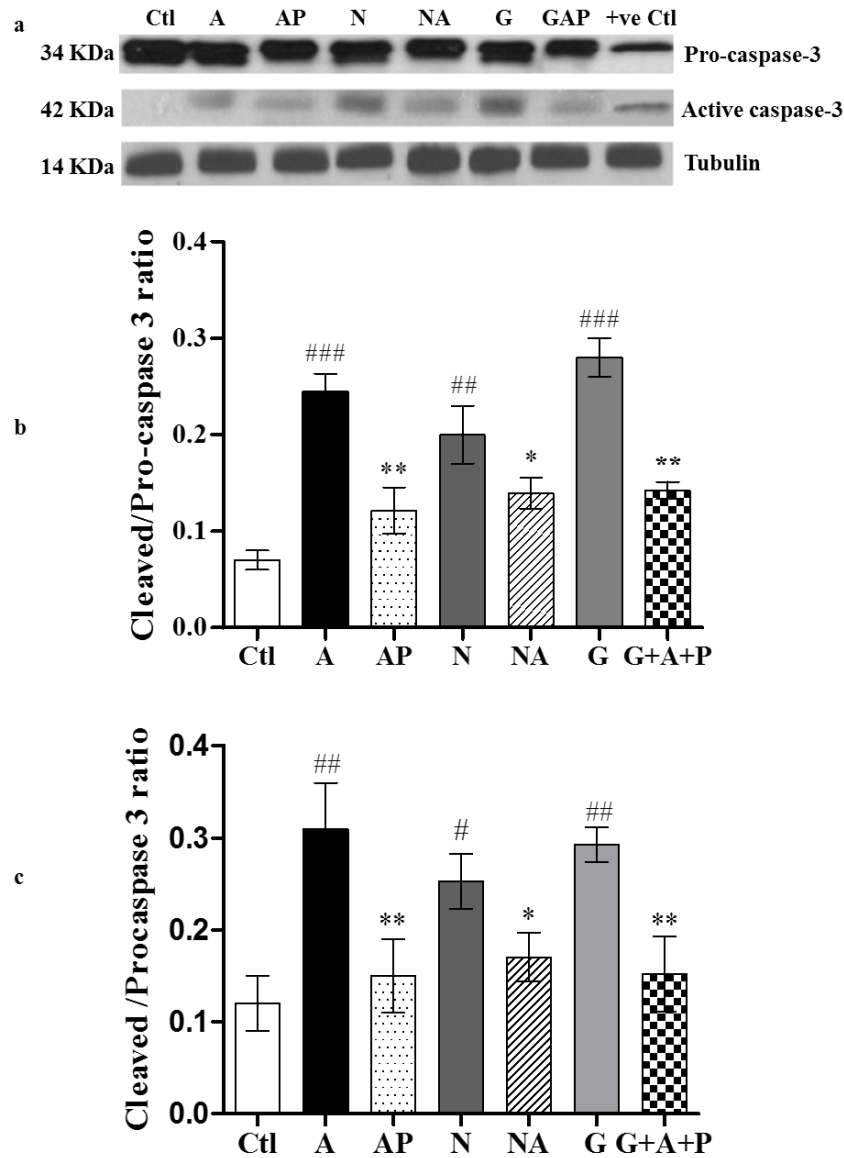 a
Ctl A AP N NA G GAP +ve Ctl
34 KDa Pro-caspase-3
42 KDa Active caspase-3
14 KDa Tubulin
b
Cleaved/Pro-caspase 3 ratio
0.4
0.3
0.2
0.1
0.0
###
**
##
*
###
**
Ctl A AP N NA G G+A+P
c
Cleaved /Procaspase 3 ratio
0.4
0.3
0.2
0.1
0.0
##
**
#
*
##
**
Ctl A AP N NA G G+A+P